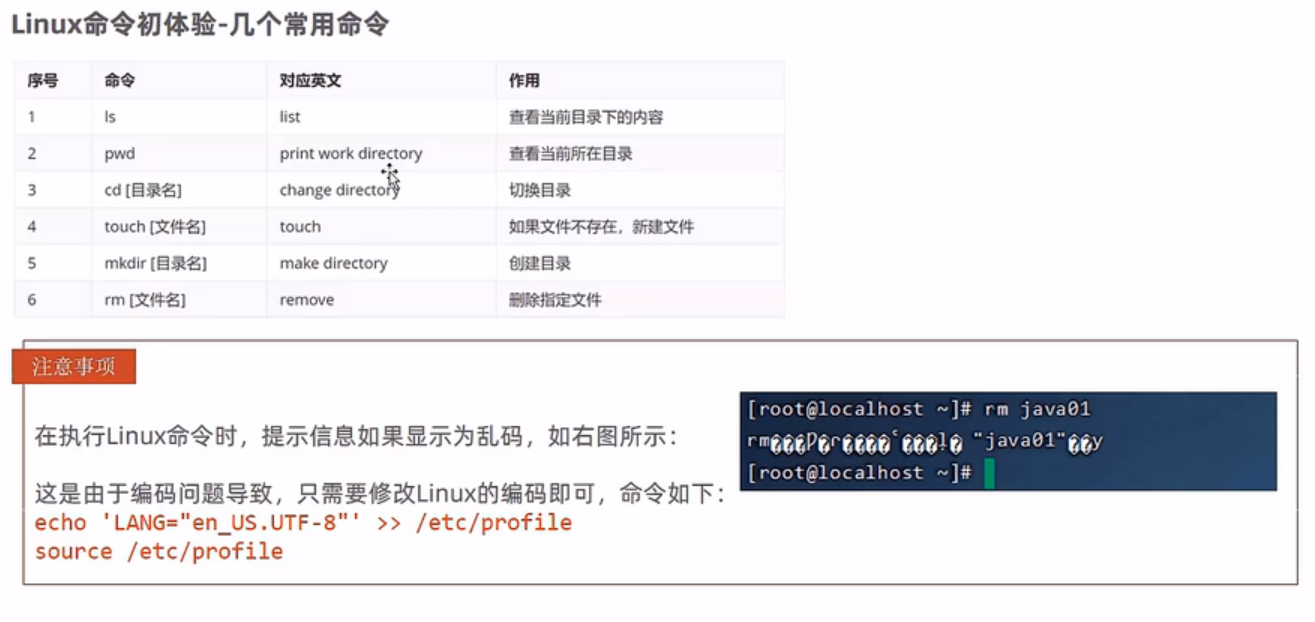 Linux命令初体验-几个常用命令
序号 命令 对应英文 作用
1 ls list 查看当前目录下的内容
2 pwd print work directory 查看当前所在目录
3 cd [目录名] change directory 切换目录
4 touch [文件名] touch 如果文件不存在，新建文件
5 mkdir [目录名] make directory 创建目录
6 rm [文件名] remove 删除指定文件
注意事项
在执行Linux命令时，提示信息如果显示为乱码，如右图所示：
这是由于编码问题导致，只需要修改Linux的编码即可，命令如下：
echo 'LANG="en_US.UTF-8"' >> /etc/profile
source /etc/profile
[root@localhost ~]# rm java01
rm "java01" y
[root@localhost ~]#